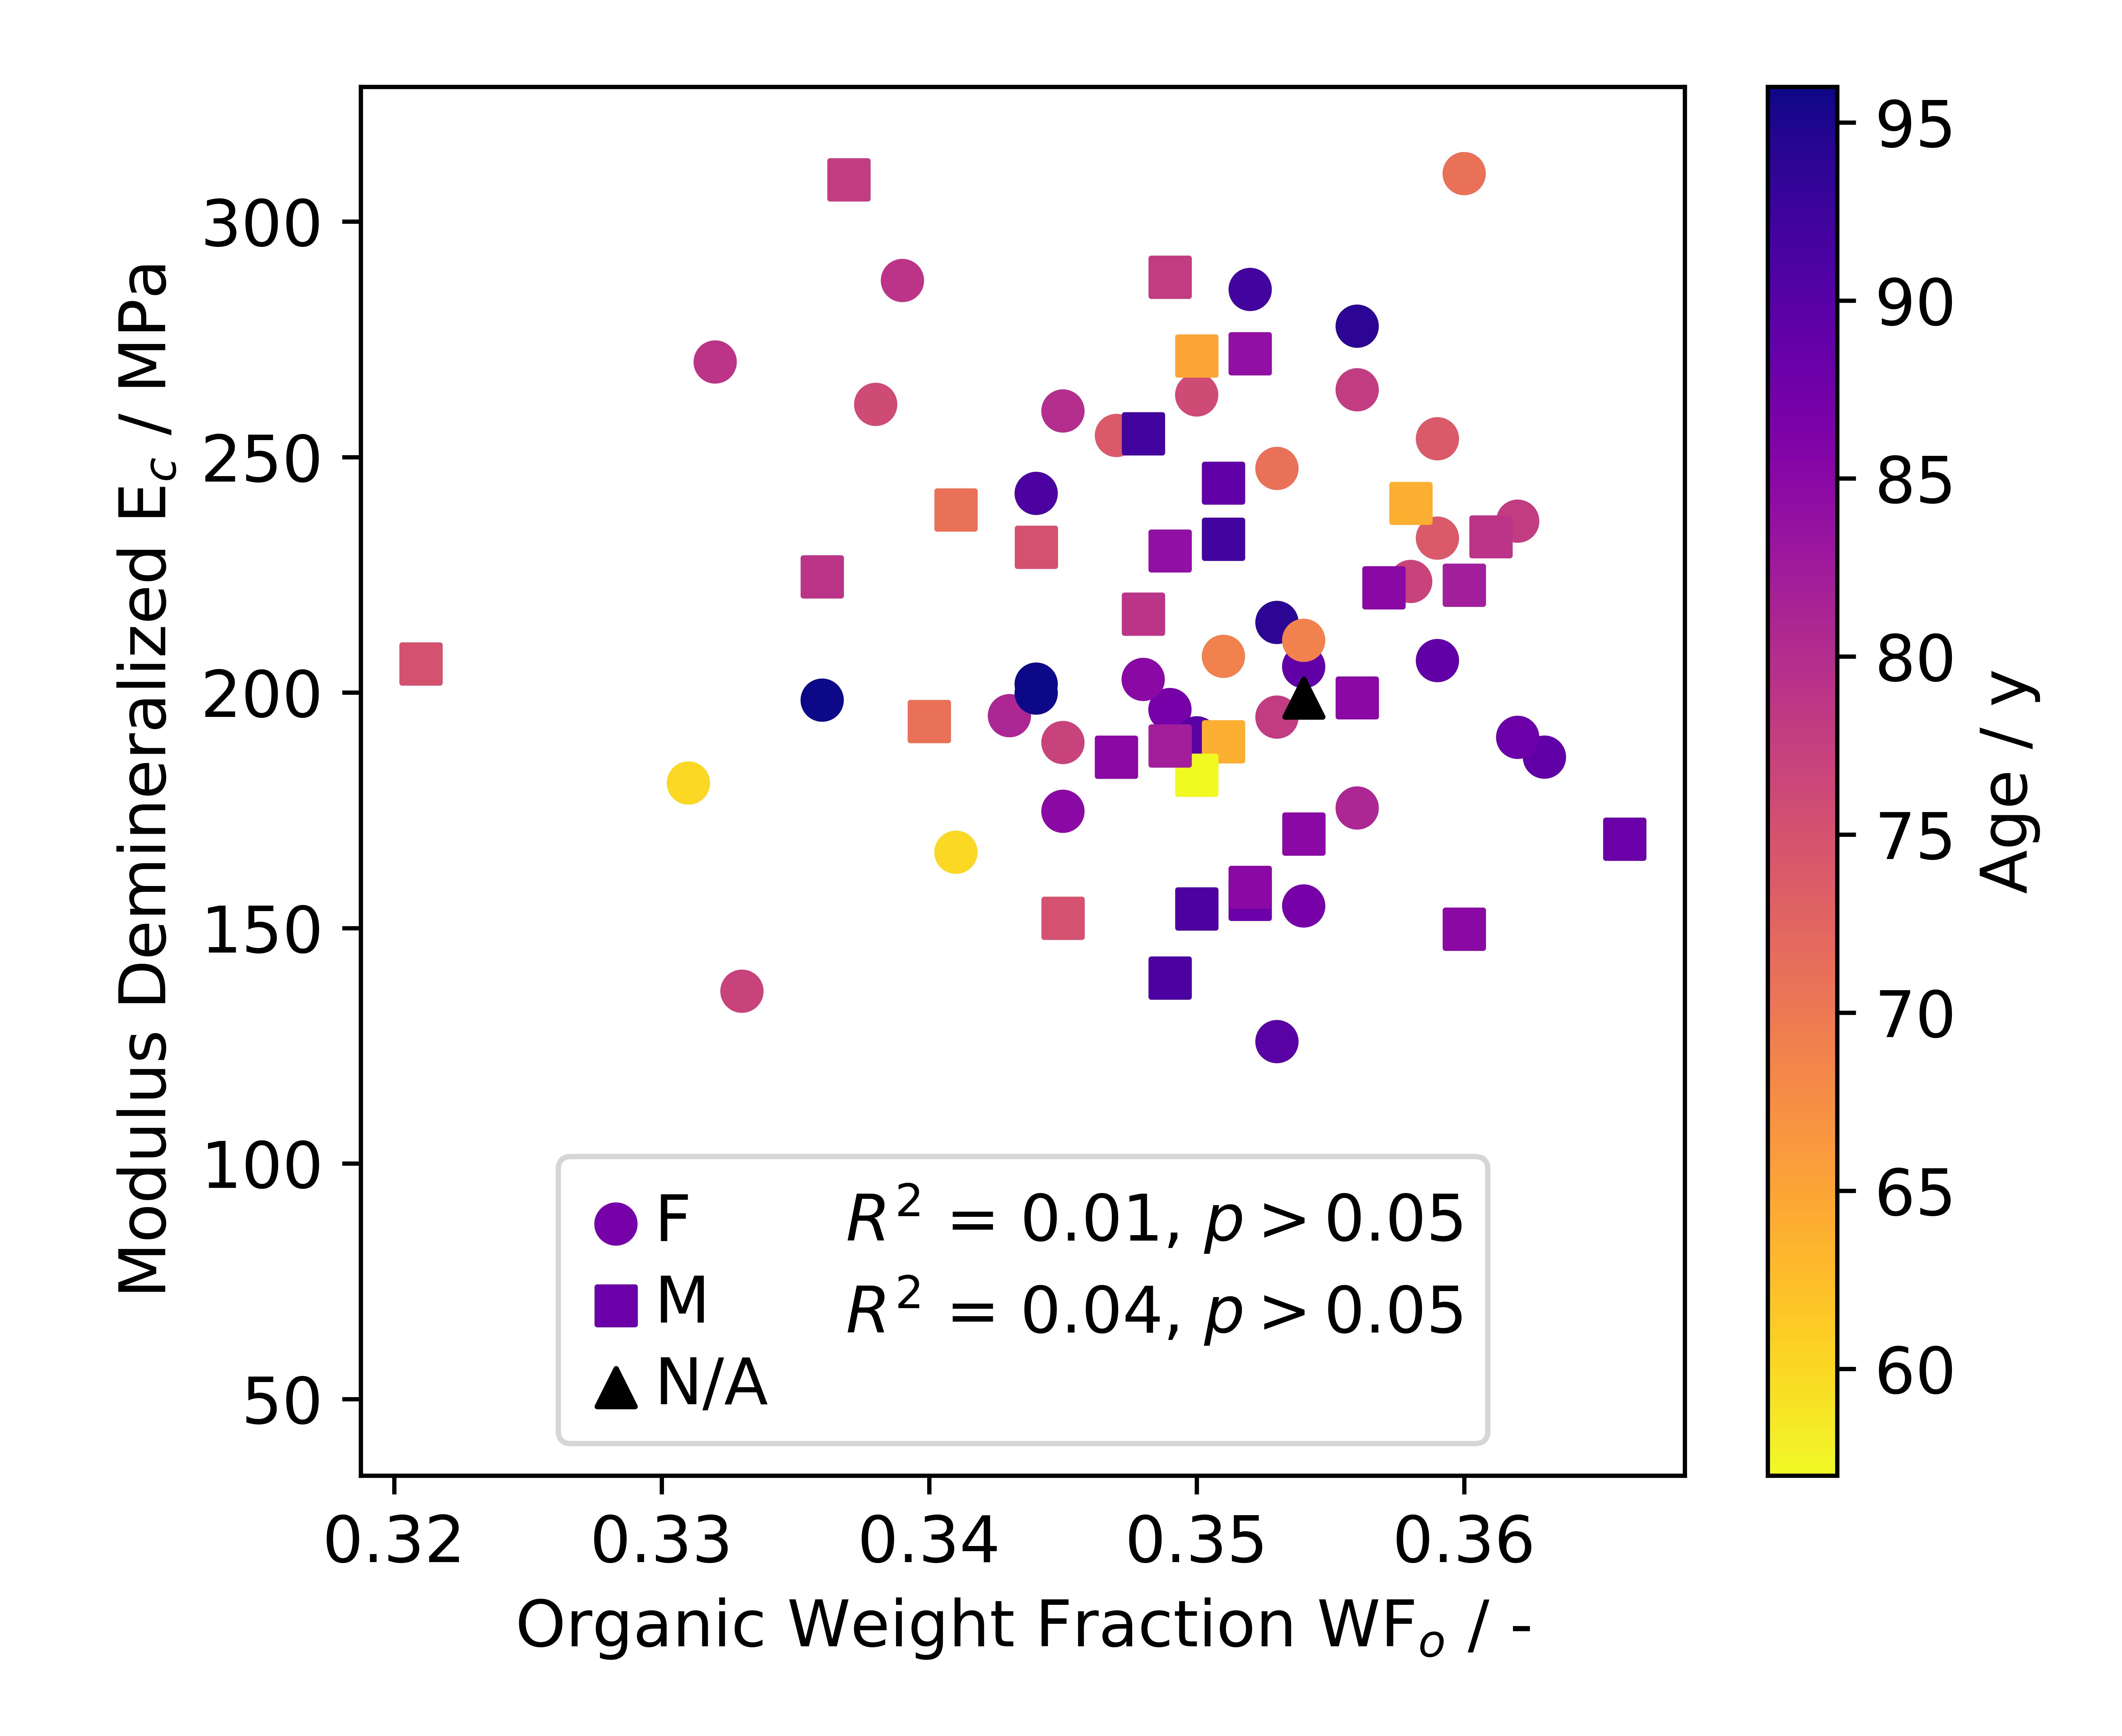 Modulus Demineralized E_c / MPa
300
250
200
150
100
50
F R² = 0.01, p > 0.05
M R² = 0.04, p > 0.05
N/A
0.32 0.33 0.34 0.35 0.36
Organic Weight Fraction WF_o / -
95
90
85
80
75
70
65
60
Age / y